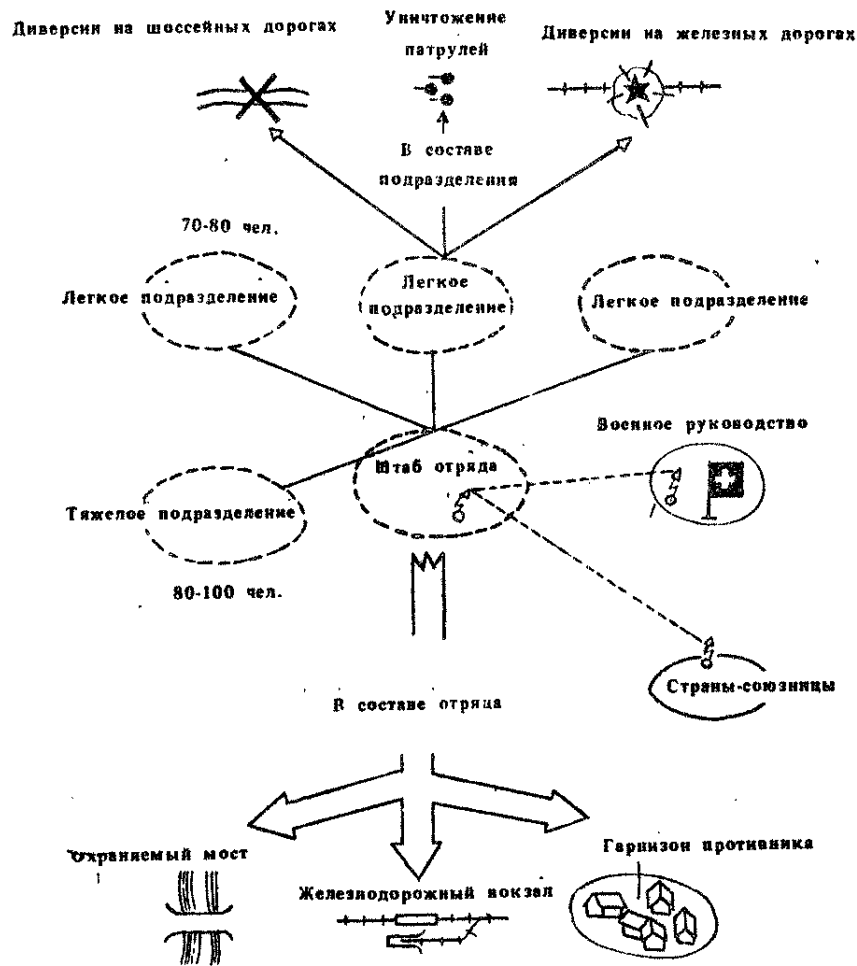 Диверсии на шоссейных дорогах
Уничтожение
патрулей
Диверсии на железных дорогах
В составе
подразделения
70-80 чел.
Легкое подразделение
Легкое
подразделение
Легкое подразделение
Военное руководство
Штаб отряда
Тяжелое подразделение
80-100 чел.
Страны-союзницы
В составе отряда
Охраняемый мост
Железнодорожный вокзал
Гарнизон противника